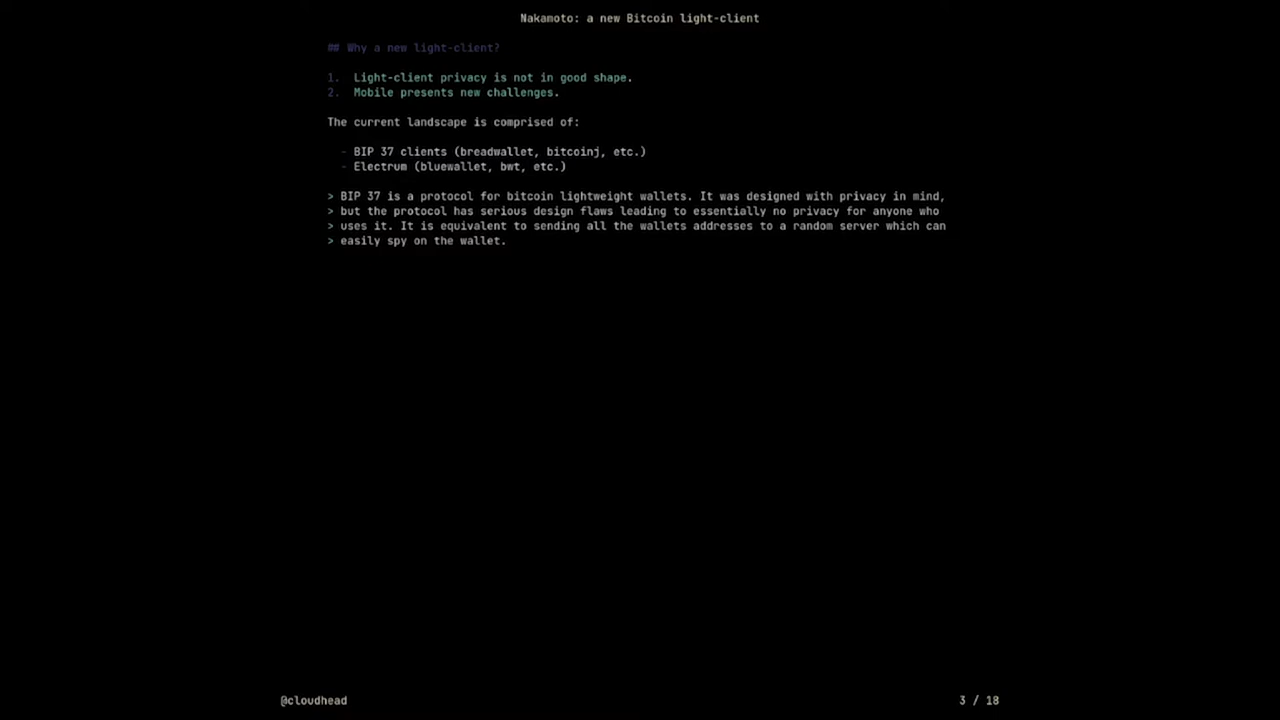 Nakamoto: a new Bitcoin light-client
## Why a new light-client?
1. Light-client privacy is not in good shape.
2. Mobile presents new challenges.
The current landscape is comprised of:
- BIP 37 clients (breadwallet, bitcoinj, etc.)
- Electrum (bluewallet, bwt, etc.)
> BIP 37 is a protocol for bitcoin lightweight wallets. It was designed with privacy in mind,
> but the protocol has serious design flaws leading to essentially no privacy for anyone who
> uses it. It is equivalent to sending all the wallets addresses to a random server which can
> easily spy on the wallet.
@cloudhead
3 / 18